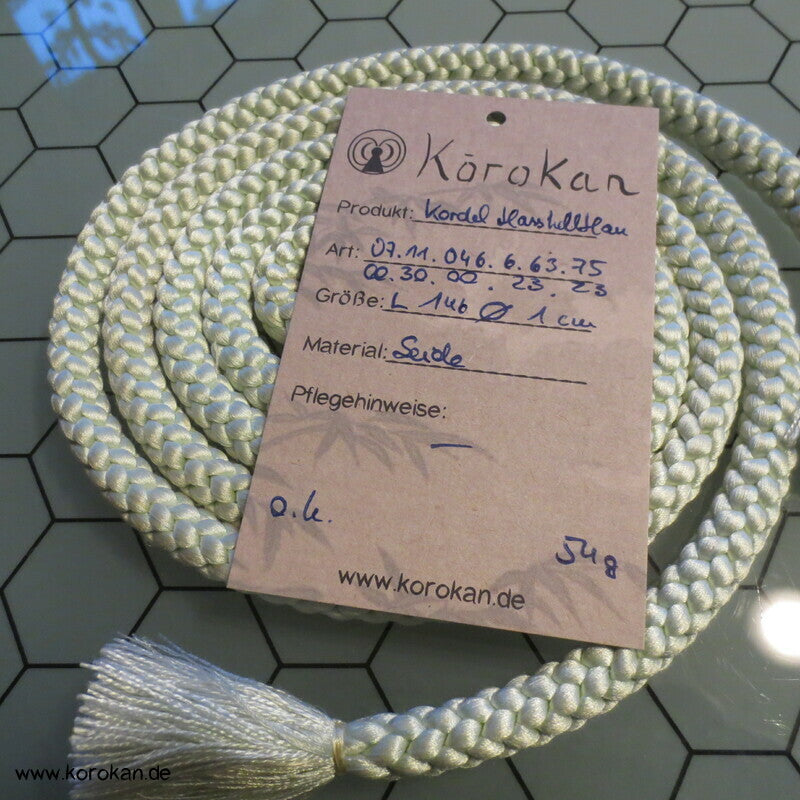 Kōrokan
Produkt: Kordel
Art: 07.11.046.6.63.75
00.30.00.23.23
Größe: L 146 Ø 1 cm
Material: Seide
Pflegehinweise:
—
o.k.
54g
www.korokan.de
www.korokan.de